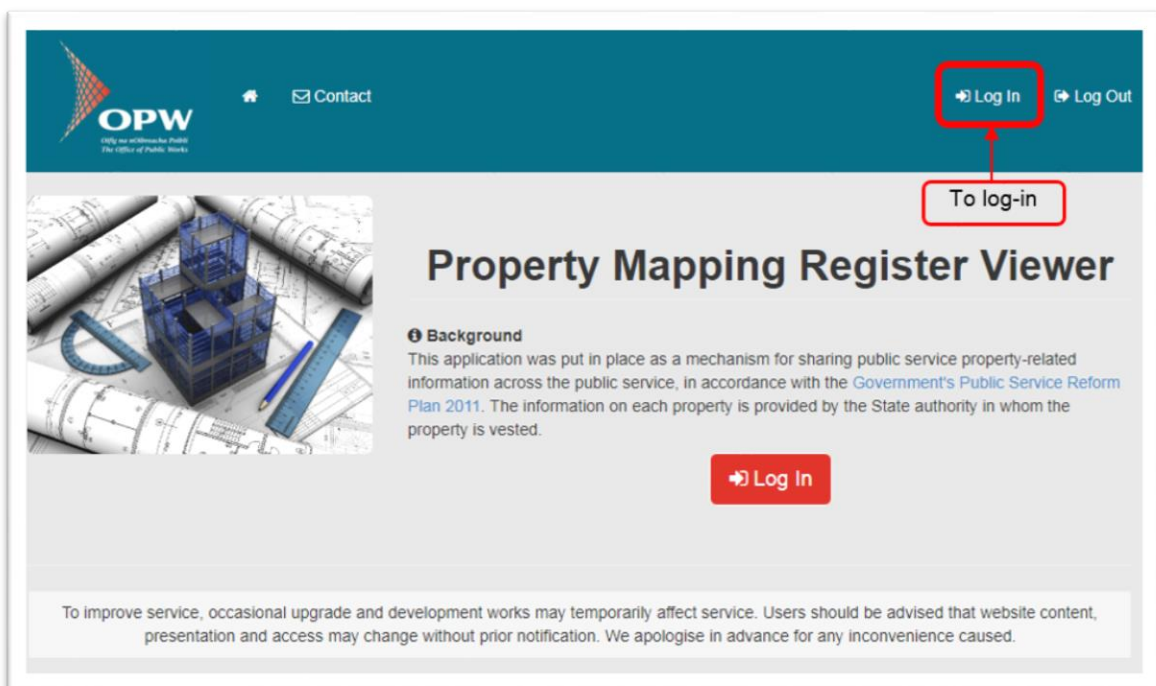 Contact
Log In
Log Out
OPW
Oifig na nOibreacha Poiblí
The Office of Public Works
To log-in
Property Mapping Register Viewer
Background
This application was put in place as a mechanism for sharing public service property-related
information across the public service, in accordance with the Government's Public Service Reform
Plan 2011. The information on each property is provided by the State authority in whom the
property is vested.
Log In
To improve service, occasional upgrade and development works may temporarily affect service. Users should be advised that website content,
presentation and access may change without prior notification. We apologise in advance for any inconvenience caused.